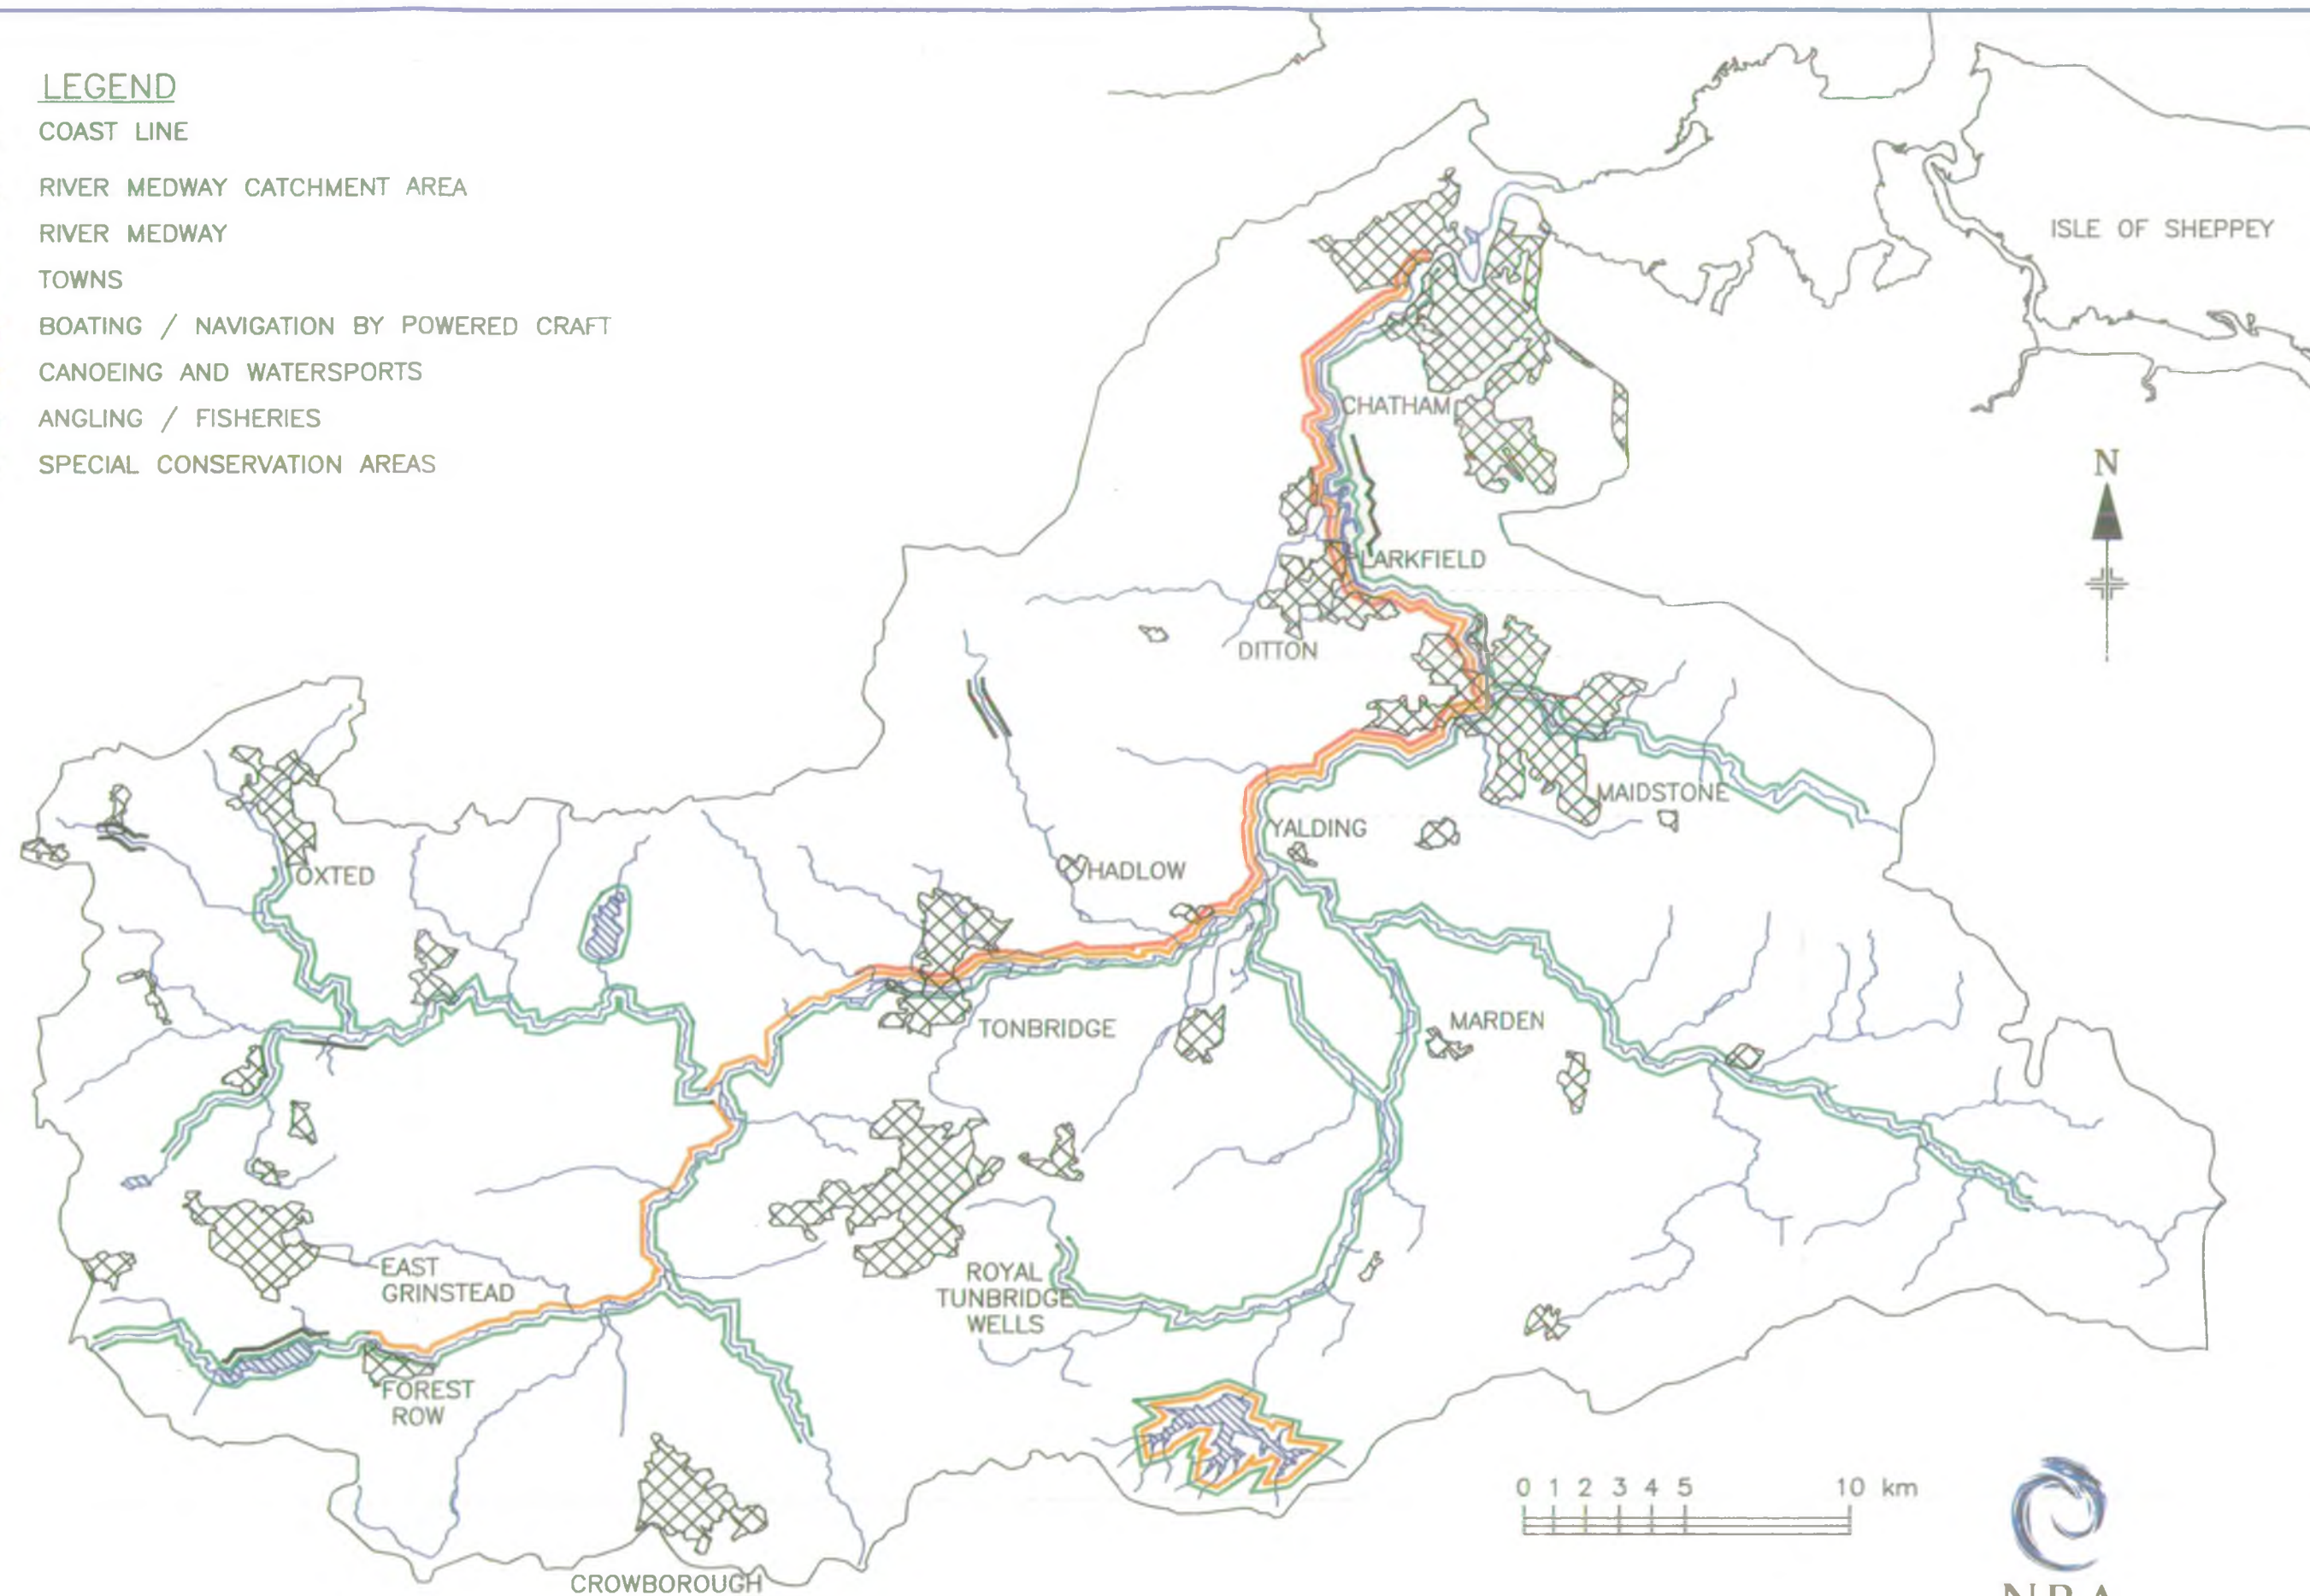 LEGEND
COAST LINE
RIVER MEDWAY CATCHMENT AREA
RIVER MEDWAY
TOWNS
BOATING / NAVIGATION BY POWERED CRAFT
CANOEING AND WATERSPORTS
ANGLING / FISHERIES
SPECIAL CONSERVATION AREAS
ISLE OF SHEPPEY
CHATHAM
N
LARKFIELD
DITTON
MAIDSTONE
YALDING
HADLOW
OXTED
TONBRIDGE
MARDEN
EAST
GRINSTEAD
ROYAL
TUNBRIDGE
WELLS
FOREST
ROW
CROWBOROUGH
0 1 2 3 4 5 10 km
NRA